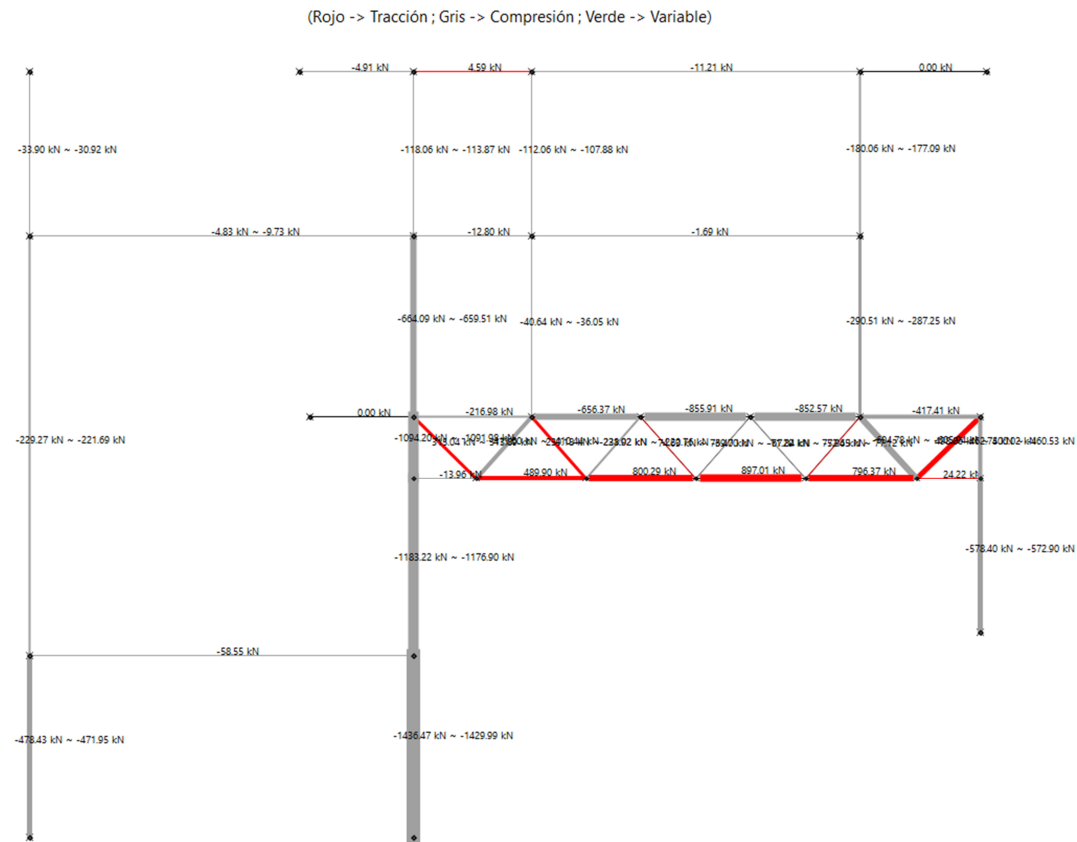 (Rojo -> Tracción ; Gris -> Compresión ; Verde -> Variable)
-4.91 kN
4.59 kN
-11.21 kN
0.00 kN
-33.90 kN ~ -30.92 kN
-118.06 kN ~ -113.87 kN
-112.06 kN ~ -107.88 kN
-180.06 kN ~ -177.09 kN
-4.83 kN ~ -9.73 kN
-12.80 kN
-1.69 kN
-664.09 kN ~ -659.51 kN
-40.64 kN ~ -36.05 kN
-290.51 kN ~ -287.25 kN
0.00 kN
-216.98 kN
-656.37 kN
-855.91 kN
-852.57 kN
-417.41 kN
-229.27 kN ~ -221.69 kN
-13.96 kN
489.90 kN
800.29 kN
897.01 kN
796.37 kN
24.22 kN
-1183.22 kN ~ -1176.90 kN
-578.40 kN ~ -572.90 kN
-58.55 kN
-478.43 kN ~ -471.95 kN
-1436.47 kN ~ -1429.99 kN